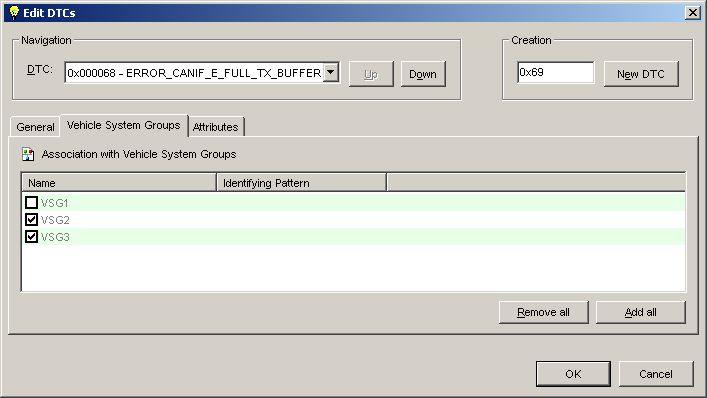 Edit DTCs
Navigation
DTC: 0x000068 - ERROR_CANIF_E_FULL_TX_BUFFER Up Down
Creation
0x69 New DTC
General Vehicle System Groups Attributes
Association with Vehicle System Groups
Name Identifying Pattern
VSG1
VSG2
VSG3
Remove all Add all
OK Cancel